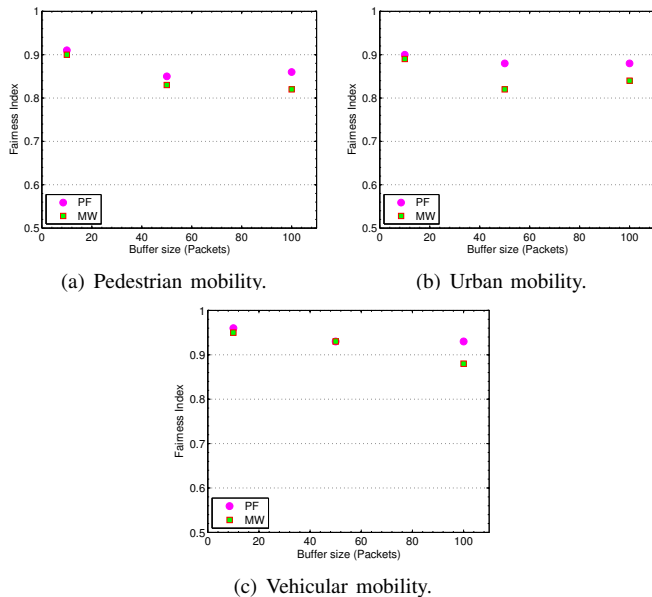 1
0.9
0.8
0.7
0.6
0.5
Fairness Index
PF
MW
0 20 40 60 80 100
Buffer size (Packets)
(a) Pedestrian mobility.
1
0.9
0.8
0.7
0.6
0.5
Fairness Index
PF
MW
0 20 40 60 80 100
Buffer size (Packets)
(b) Urban mobility.
1
0.9
0.8
0.7
0.6
0.5
Fairness Index
PF
MW
0 20 40 60 80 100
Buffer size (Packets)
(c) Vehicular mobility.